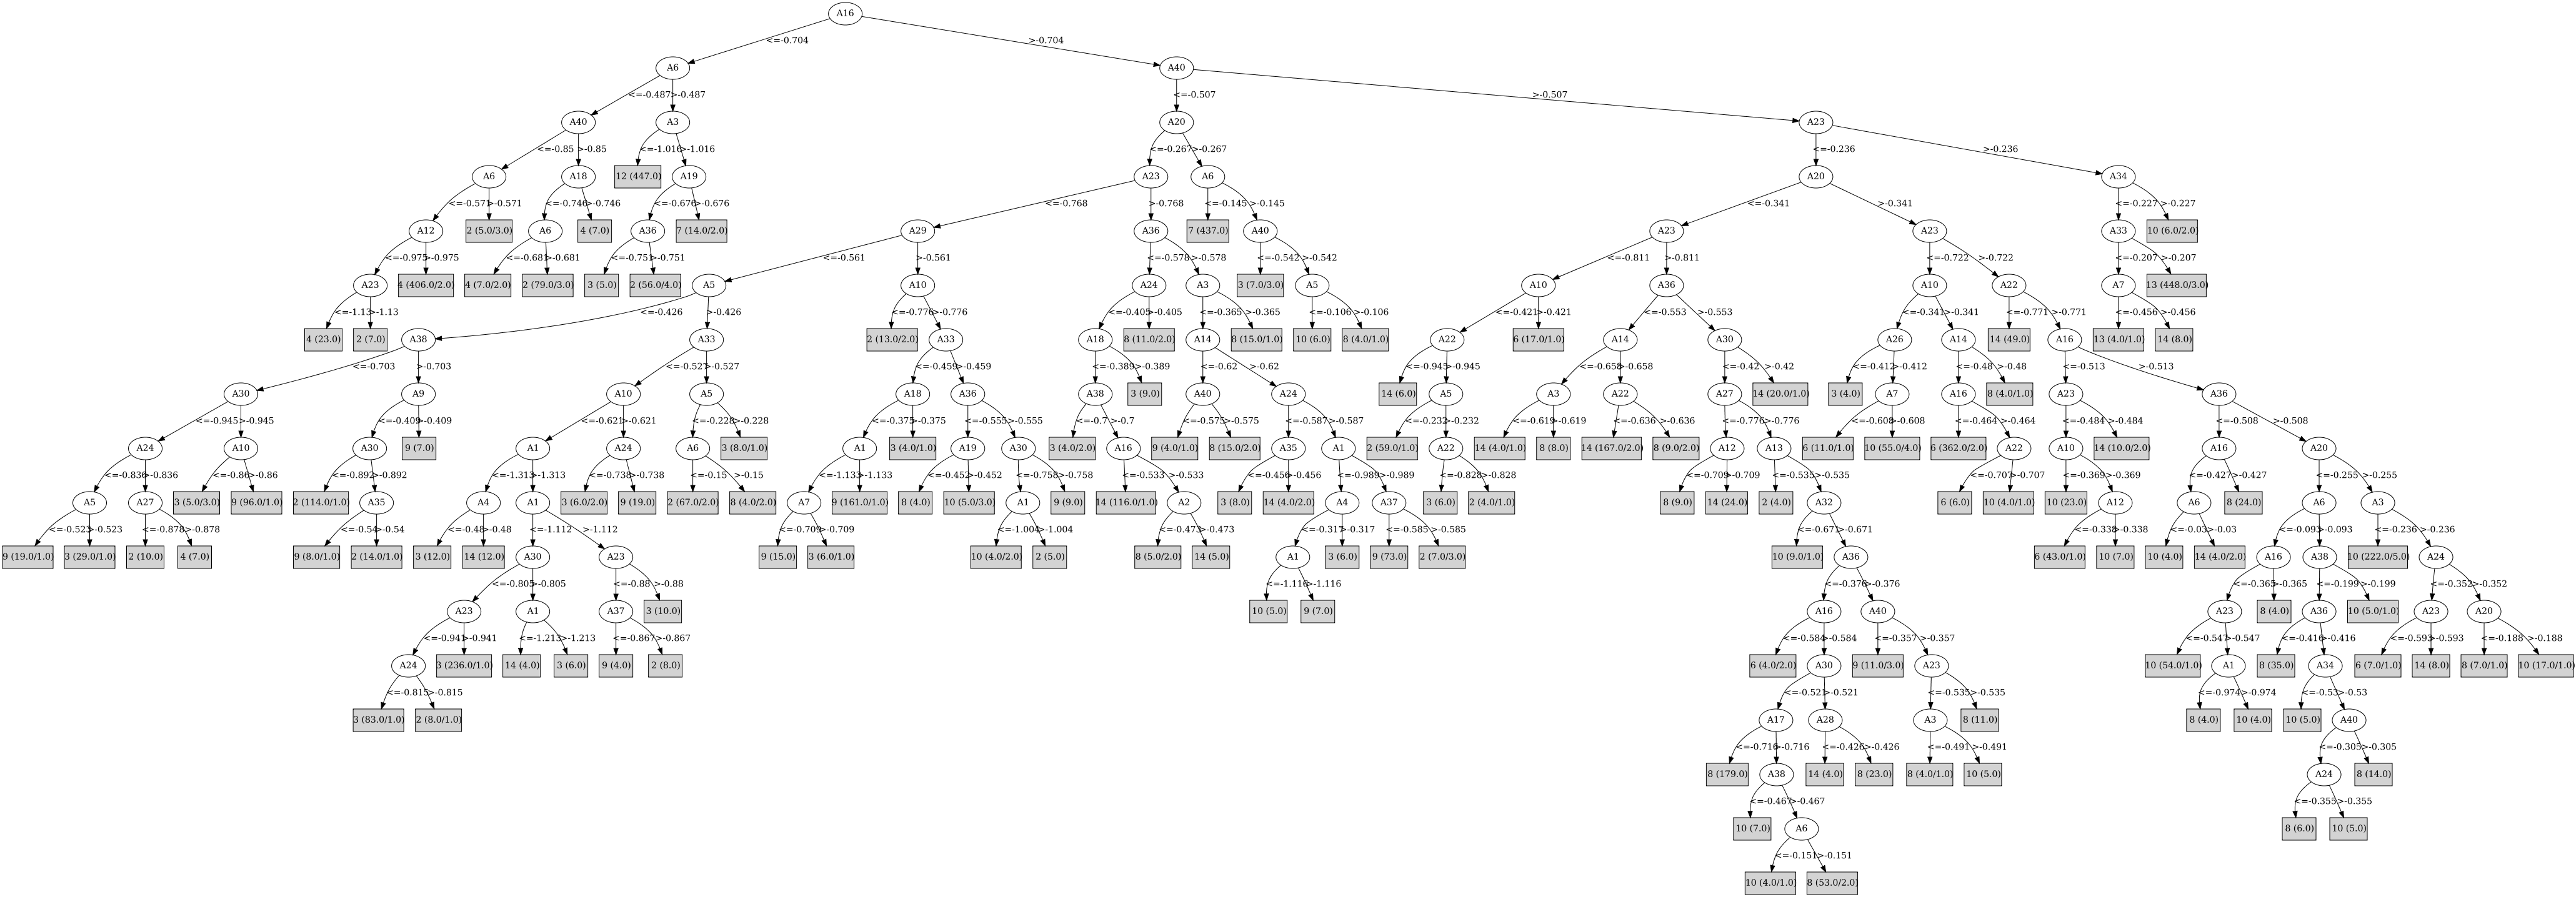 A16
<=-0.704 >-0.704
A6 A40
<=-0.487 >-0.487 <=-0.507 >-0.507
A40 A3 A20 A23
<=-0.85 >-0.85 <=-1.016 >-1.016 <=-0.267 >-0.267 <=-0.236 >-0.236
A6 A18 12 (447.0) A19 A23 A6 A20 A34
<=-0.571 >-0.571 <=-0.746 >-0.746 <=-0.676 >-0.676 <=-0.768 >-0.768 <=-0.145 >-0.145 <=-0.341 >-0.341 <=-0.227 >-0.227
A12 2 (5.0/3.0) A6 4 (7.0) A36 7 (14.0/2.0) A29 A36 7 (437.0) A40 A23 A23 A33 10 (6.0/2.0)
<=-0.975 >-0.975 <=-0.681 >-0.681 <=-0.751 >-0.751 <=-0.561 >-0.561 <=-0.578 >-0.578 <=-0.542 >-0.542 <=-0.811 >-0.811 <=-0.722 >-0.722 <=-0.207 >-0.207
A23 4 (406.0/2.0) 4 (7.0/2.0) 2 (79.0/3.0) 3 (5.0) 2 (56.0/4.0) A5 A10 A24 A3 3 (7.0/3.0) A5 A10 A36 A10 A22 A7 13 (448.0/3.0)
<=-1.13 >-1.13 <=-0.426 >-0.426 <=-0.776 >-0.776 <=-0.405 >-0.405 <=-0.365 >-0.365 <=-0.106 >-0.106 <=-0.421 >-0.421 <=-0.553 >-0.553 <=-0.341 >-0.341 <=-0.771 >-0.771 <=-0.456 >-0.456
4 (23.0) 2 (7.0) A38 A33 2 (13.0/2.0) A33 A18 8 (11.0/2.0) A14 8 (15.0/1.0) 10 (6.0) 8 (4.0/1.0) A22 6 (17.0/1.0) A14 A30 A26 A14 14 (49.0) A16 13 (4.0/1.0) 14 (8.0)
<=-0.703 >-0.703 <=-0.527 >-0.527 <=-0.459 >-0.459 <=-0.389 >-0.389 <=-0.62 >-0.62 <=-0.945 >-0.945 <=-0.658 >-0.658 <=-0.42 >-0.42 <=-0.412 >-0.412 <=-0.48 >-0.48 <=-0.513 >-0.513
A30 A9 A10 A5 A18 A36 A38 3 (9.0) A40 A24 14 (6.0) A5 A3 A22 A27 14 (20.0/1.0) 3 (4.0) A7 A16 8 (4.0/1.0) A23 A36
<=-0.945 >-0.945 <=-0.409 >-0.409 <=-0.621 >-0.621 <=-0.228 >-0.228 <=-0.375 >-0.375 <=-0.555 >-0.555 <=-0.7 >-0.7 <=-0.575 >-0.575 <=-0.587 >-0.587 <=-0.232 >-0.232 <=-0.619 >-0.619 <=-0.636 >-0.636 <=-0.776 >-0.776 <=-0.608 >-0.608 <=-0.464 >-0.464 <=-0.484 >-0.484 <=-0.508 >-0.508
A24 A10 A30 9 (7.0) A1 A24 A6 3 (8.0/1.0) A1 3 (4.0/1.0) A19 A30 3 (4.0/2.0) A16 9 (4.0/1.0) 8 (15.0/2.0) A35 A1 2 (59.0/1.0) A22 14 (4.0/1.0) 8 (8.0) 14 (167.0/2.0) 8 (9.0/2.0) A12 A13 6 (11.0/1.0) 10 (55.0/4.0) 6 (362.0/2.0) A22 A10 14 (10.0/2.0) A16 A20
<=-0.836 >-0.836 <=-0.86 >-0.86 <=-0.892 >-0.892 <=-1.313 >-1.313 <=-0.738 >-0.738 <=-0.15 >-0.15 <=-1.133 >-1.133 <=-0.452 >-0.452 <=-0.758 >-0.758 <=-0.533 >-0.533 <=-0.456 >-0.456 <=-0.989 >-0.989 <=-0.828 >-0.828 <=-0.709 >-0.709 <=-0.535 >-0.535 <=-0.707 >-0.707 <=-0.369 >-0.369 <=-0.427 >-0.427 <=-0.255 >-0.255
A5 A27 3 (5.0/3.0) 9 (96.0/1.0) 2 (114.0/1.0) A35 A4 A1 3 (6.0/2.0) 9 (19.0) 2 (67.0/2.0) 8 (4.0/2.0) A7 9 (161.0/1.0) 8 (4.0) 10 (5.0/3.0) A1 9 (9.0) 14 (116.0/1.0) A2 3 (8.0) 14 (4.0/2.0) A4 A37 3 (6.0) 2 (4.0/1.0) 8 (9.0) 14 (24.0) 2 (4.0) A32 6 (6.0) 10 (4.0/1.0) 10 (23.0) A12 A6 8 (24.0) A6 A3
<=-0.523 >-0.523 <=-0.878 >-0.878 <=-0.54 >-0.54 <=-0.48 >-0.48 <=-1.112 >-1.112 <=-0.709 >-0.709 <=-1.004 >-1.004 <=-0.473 >-0.473 <=-0.317 >-0.317 <=-0.585 >-0.585 <=-0.671 >-0.671 <=-0.338 >-0.338 <=-0.03 >-0.03 <=-0.093 >-0.093 <=-0.236 >-0.236
9 (19.0/1.0) 3 (29.0/1.0) 2 (10.0) 4 (7.0) 9 (8.0/1.0) 2 (14.0/1.0) 3 (12.0) 14 (12.0) A30 A23 9 (15.0) 3 (6.0/1.0) 10 (4.0/2.0) 2 (5.0) 8 (5.0/2.0) 14 (5.0) A1 3 (6.0) 9 (73.0) 2 (7.0/3.0) 10 (9.0/1.0) A36 6 (43.0/1.0) 10 (7.0) 10 (4.0) 14 (4.0/2.0) A16 A38 10 (222.0/5.0) A24
<=-0.805 >-0.805 <=-0.88 >-0.88 <=-1.116 >-1.116 <=-0.376 >-0.376 <=-0.365 >-0.365 <=-0.199 >-0.199 <=-0.352 >-0.352
A23 A1 A37 3 (10.0) 10 (5.0) 9 (7.0) A16 A40 A23 8 (4.0) A36 10 (5.0/1.0) A23 A20
<=-0.941 >-0.941 <=-1.213 >-1.213 <=-0.867 >-0.867 <=-0.584 >-0.584 <=-0.357 >-0.357 <=-0.547 >-0.547 <=-0.416 >-0.416 <=-0.593 >-0.593 <=-0.188 >-0.188
A24 3 (236.0/1.0) 14 (4.0) 3 (6.0) 9 (4.0) 2 (8.0) 6 (4.0/2.0) A30 9 (11.0/3.0) A23 10 (54.0/1.0) A1 8 (35.0) A34 6 (7.0/1.0) 14 (8.0) 8 (7.0/1.0) 10 (17.0/1.0)
<=-0.815 >-0.815 <=-0.521 >-0.521 <=-0.535 >-0.535 <=-0.974 >-0.974 <=-0.53 >-0.53
3 (83.0/1.0) 2 (8.0/1.0) A17 A28 A3 8 (11.0) 8 (4.0) 10 (4.0) 10 (5.0) A40
<=-0.716 >-0.716 <=-0.426 >-0.426 <=-0.491 >-0.491 <=-0.305 >-0.305
8 (179.0) A38 14 (4.0) 8 (23.0) 8 (4.0/1.0) 10 (5.0) A24 8 (14.0)
<=-0.467 >-0.467 <=-0.355 >-0.355
10 (7.0) A6 8 (6.0) 10 (5.0)
<=-0.151 >-0.151
10 (4.0/1.0) 8 (53.0/2.0)